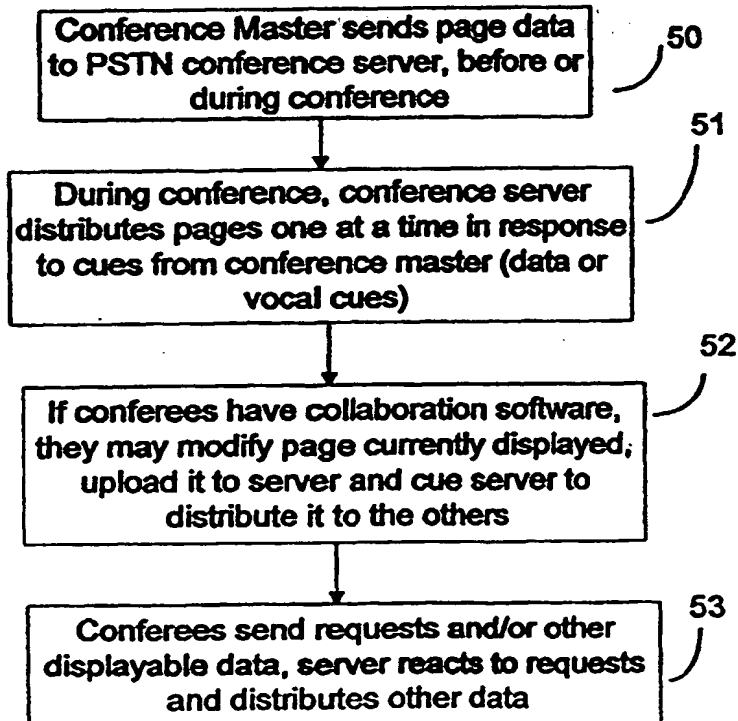 Conference Master sends page data
to PSTN conference server, before or
during conference
50
51
During conference, conference server
distributes pages one at a time in response
to cues from conference master (data or
vocal cues)
52
If conferees have collaboration software,
they may modify page currently displayed,
upload it to server and cue server to
distribute it to the others
53
Conferees send requests and/or other
displayable data, server reacts to requests
and distributes other data